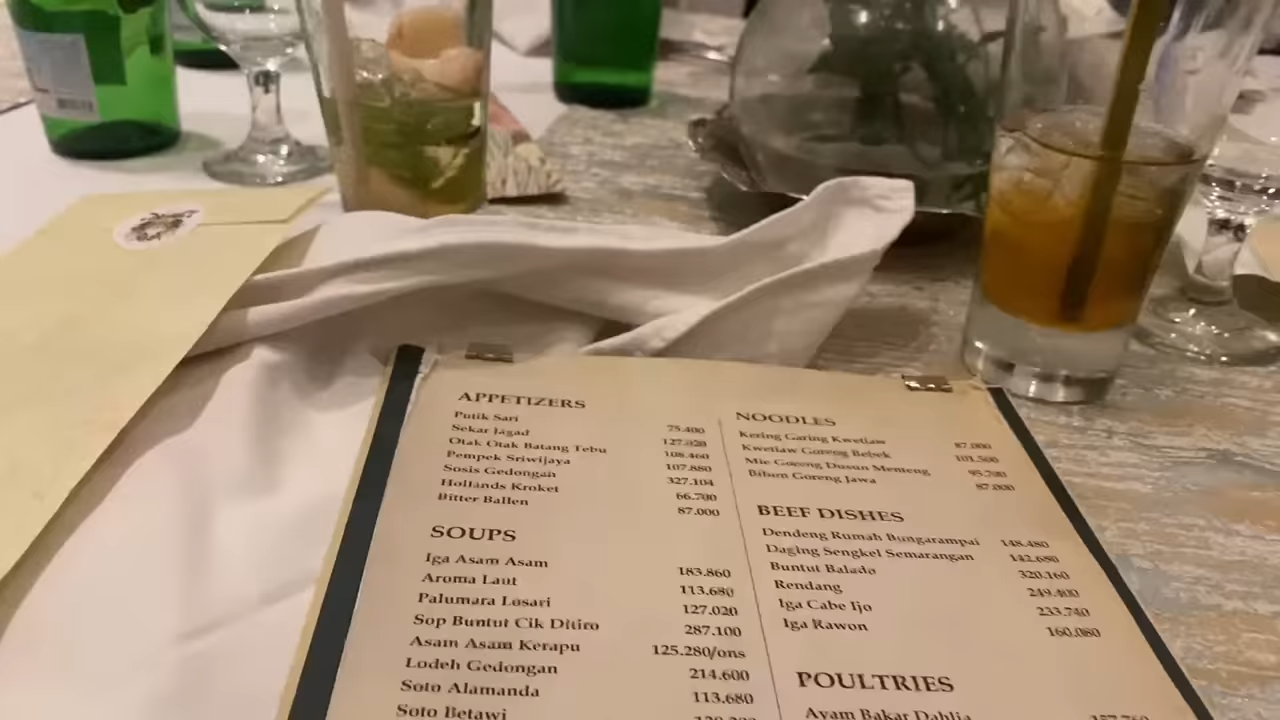 APPETIZERS
Putik Sari 75.400
Sekar Jagad 127.020
Otak Otak Batang Tebu 108.460
Pempek Sriwijaya 107.880
Sosis Gedongan 327.104
Hollands Kroket 66.700
Bitter Ballen 87.000
SOUPS
Iga Asam Asam 183.860
Aroma Laut 113.680
Palumara Losari 127.020
Sop Buntut Cik Ditiro 287.100
Asam Asam Kerapu 125.280/ons
Lodeh Gedongan 214.600
Soto Alamanda 113.680
Soto Betawi
NOODLES
Kering Garing Kwetiaw 87.000
Kwetiaw Goreng Bebek 101.500
Mie Goreng Dusun Menteng 95.700
Bihun Goreng Jawa 87.000
BEEF DISHES
Dendeng Rumah Bungarampai 148.480
Daging Sengkel Semarangan 142.680
Buntut Balado 320.160
Rendang 249.400
Iga Cabe Ijo 233.740
Iga Rawon 160.080
POULTRIES
Ayam Bakar Dahlia